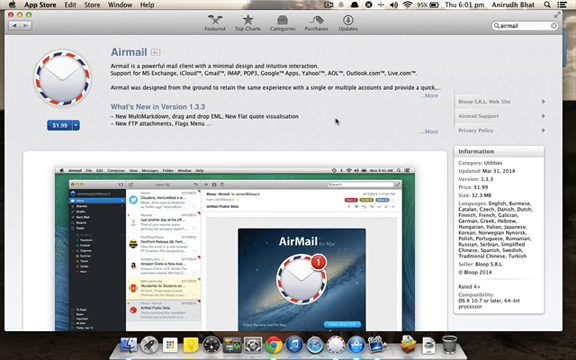 App Store Edit Store Window Help
95% Thu 6:01 pm Anirudh Bhat
Featured Top Charts Categories Purchases Updates
airmail
Airmail 4+
Airmail is a powerful mail client with a minimal design and intuitive interaction.
Support for MS Exchange, iCloud™, Gmail™, IMAP, POP3, Google™ Apps, Yahoo!™, AOL™, Outlook.com™, Live.com™.
Airmail was designed from the ground to retain the same experience with a single or multiple accounts and provide a quick,...
...More
What's New in Version 1.3.3
- New MultiMarkdown, drag and drop EML, New Flat quote visualisation
- New FTP attachments, Flags Menu ...
...More
$1.99
Bloop S.R.L. Web Site
Airmail Support
Privacy Policy
Information
Category: Utilities
Updated: Mar 31, 2014
Version: 1.3.3
Price: $1.99
Size: 32.3 MB
Languages: English, Burmese,
Catalan, Czech, Danish, Dutch,
Finnish, French, Galician,
German, Greek, Hebrew,
Hungarian, Italian, Japanese,
Korean, Norwegian, Persian,
Polish, Portuguese, Romanian,
Russian, Serbian, Simplified
Chinese, Spanish, Swedish,
Traditional Chinese, Turkish
Seller: Bloop S.R.L
© Bloop 2014
Rated 4+
Compatibility:
OS X 10.7 or later, 64-bit
processor
Airmail File Edit
AirMail for Mac
1